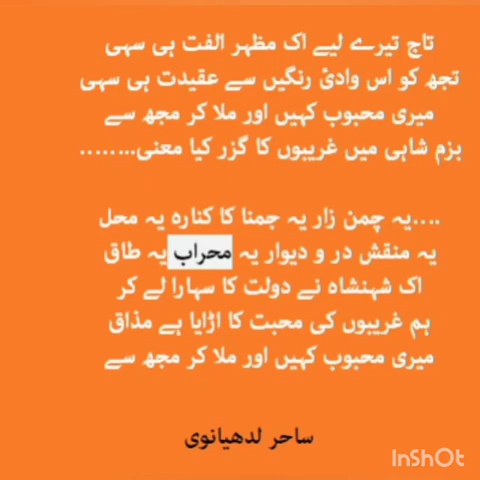 تاج تیرے لیے اک مظہر الفت ہی سہی
تجھ کو اس وادیٔ رنگیں سے عقیدت ہی سہی
میری محبوب کہیں اور ملا کر مجھ سے
بزم شاہی میں غریبوں کا گزر کیا معنی........
....یہ چمن زار یہ جمنا کا کنارہ یہ محل
یہ منقش در و دیوار یہ محراب یہ طاق
اک شہنشاہ نے دولت کا سہارا لے کر
ہم غریبوں کی محبت کا اڑایا ہے مذاق
میری محبوب کہیں اور ملا کر مجھ سے
ساحر لدھیانوی
InShOt